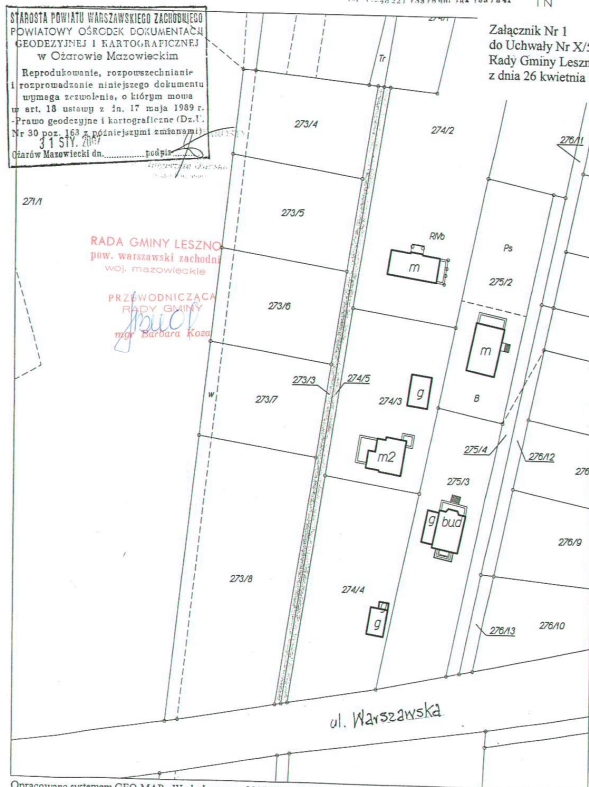 STAROSTA POWIATU WARSZAWSKIEGO ZACHODNIEGO
POWIATOWY OŚRODEK DOKUMENTACJI
GEODEZYJNEJ I KARTOGRAFICZNEJ
w Ożarowie Mazowieckim
Reprodukowanie, rozpowszechnianie
i rozprowadzanie niniejszego dokumentu
wymaga zezwolenia, o którym mowa
w art. 18 ustawy z dn. 17 maja 1989 r.
-Prawo geodezyjne i kartograficzne (Dz.U.
Nr 30 poz. 163 z późniejszymi zmianami)
31 STY.
Ożarów Mazowiecki dn. podpis
Załącznik Nr 1
do Uchwały Nr X/5
Rady Gminy Leszn
z dnia 26 kwietnia
Tr
273/4
274/2
276/11
271/1
273/5
RADA GMINY LESZNO
pow. warszawski zachodni
woj. mazowieckie
PRZEWODNICZĄCA
RADY GMINY
mgr Barbara Koza
RIVb
m
Ps
275/2
273/6
m
w
273/7
273/3
274/5
274/3
g
B
m2
275/4
276/12
276
275/3
g
bud
276/9
273/8
274/4
g
276/13
276/10
ul. Warszawska